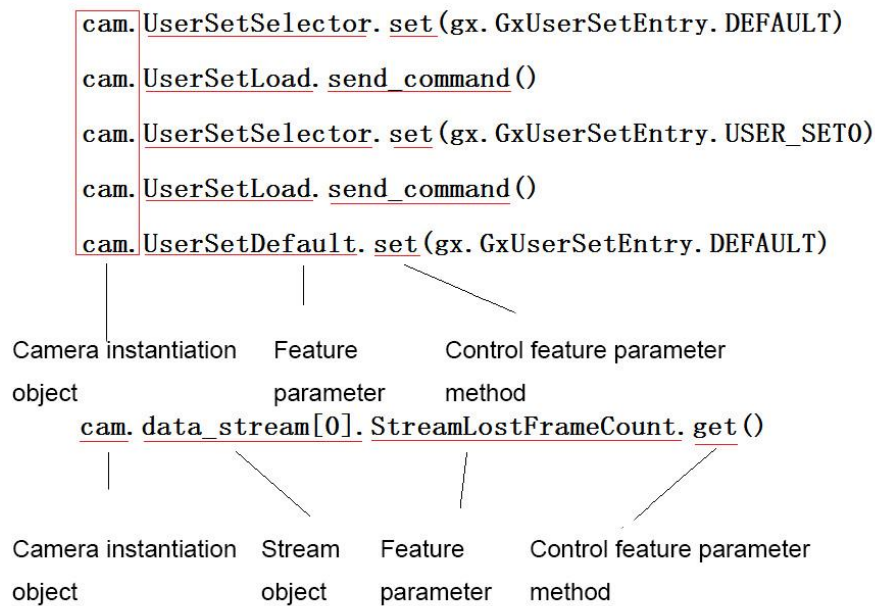 cam.UserSetSelector.set(gx.GxUserSetEntry.DEFAULT)
cam.UserSetLoad.send_command()
cam.UserSetSelector.set(gx.GxUserSetEntry.USER_SET0)
cam.UserSetLoad.send_command()
cam.UserSetDefault.set(gx.GxUserSetEntry.DEFAULT)
Camera instantiation Feature Control feature parameter
object parameter method
cam.data_stream[0].StreamLostFrameCount.get()
Camera instantiation Stream Feature Control feature parameter
object object parameter method